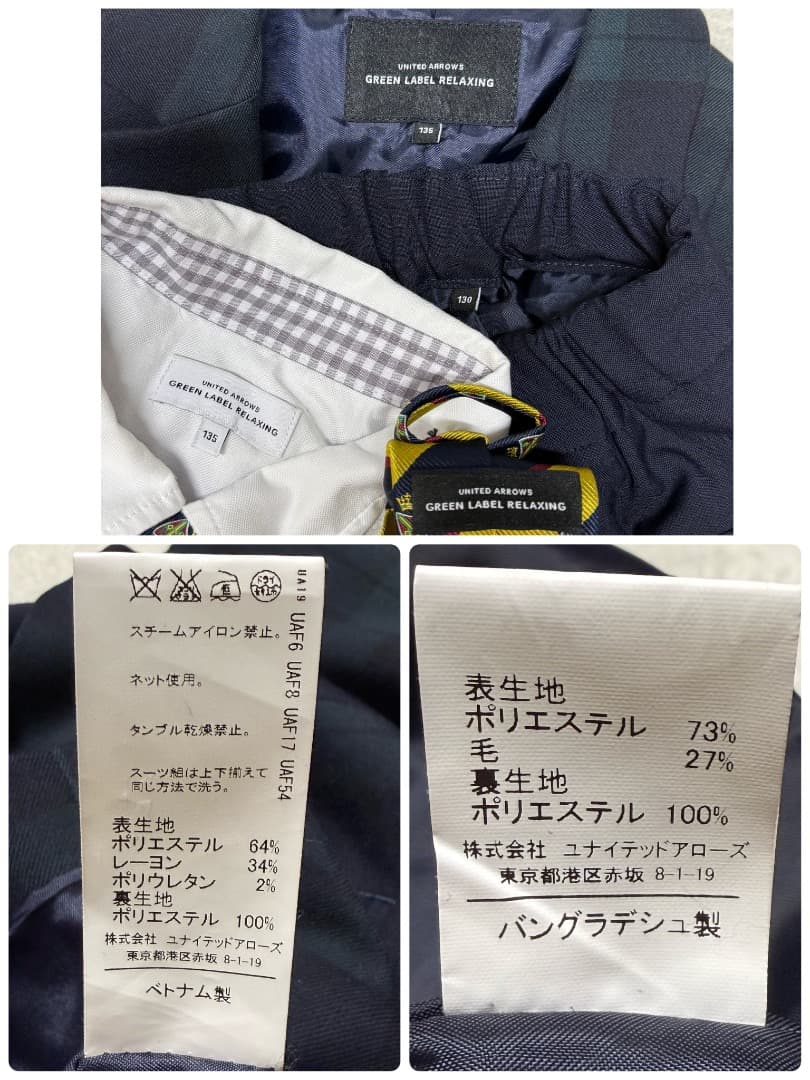 UNITED ARROWS
GREEN LABEL RELAXING
135
130
UNITED ARROWS
GREEN LABEL RELAXING
135
UNITED ARROWS
GREEN LABEL RELAXING
UA19 UAF6 UAF8 UAF17 UAF54
スチームアイロン禁止。
ネット使用。
タンブル乾燥禁止。
スーツ組は上下揃えて
同じ方法で洗う。
表生地
ポリエステル 64%
レーヨン 34%
ポリウレタン 2%
裏生地
ポリエステル 100%
株式会社 ユナイテッドアローズ
東京都港区赤坂 8-1-19
ベトナム製
表生地
ポリエステル 73%
毛 27%
裏生地
ポリエステル 100%
株式会社 ユナイテッドアローズ
東京都港区赤坂 8-1-19
バングラデシュ製